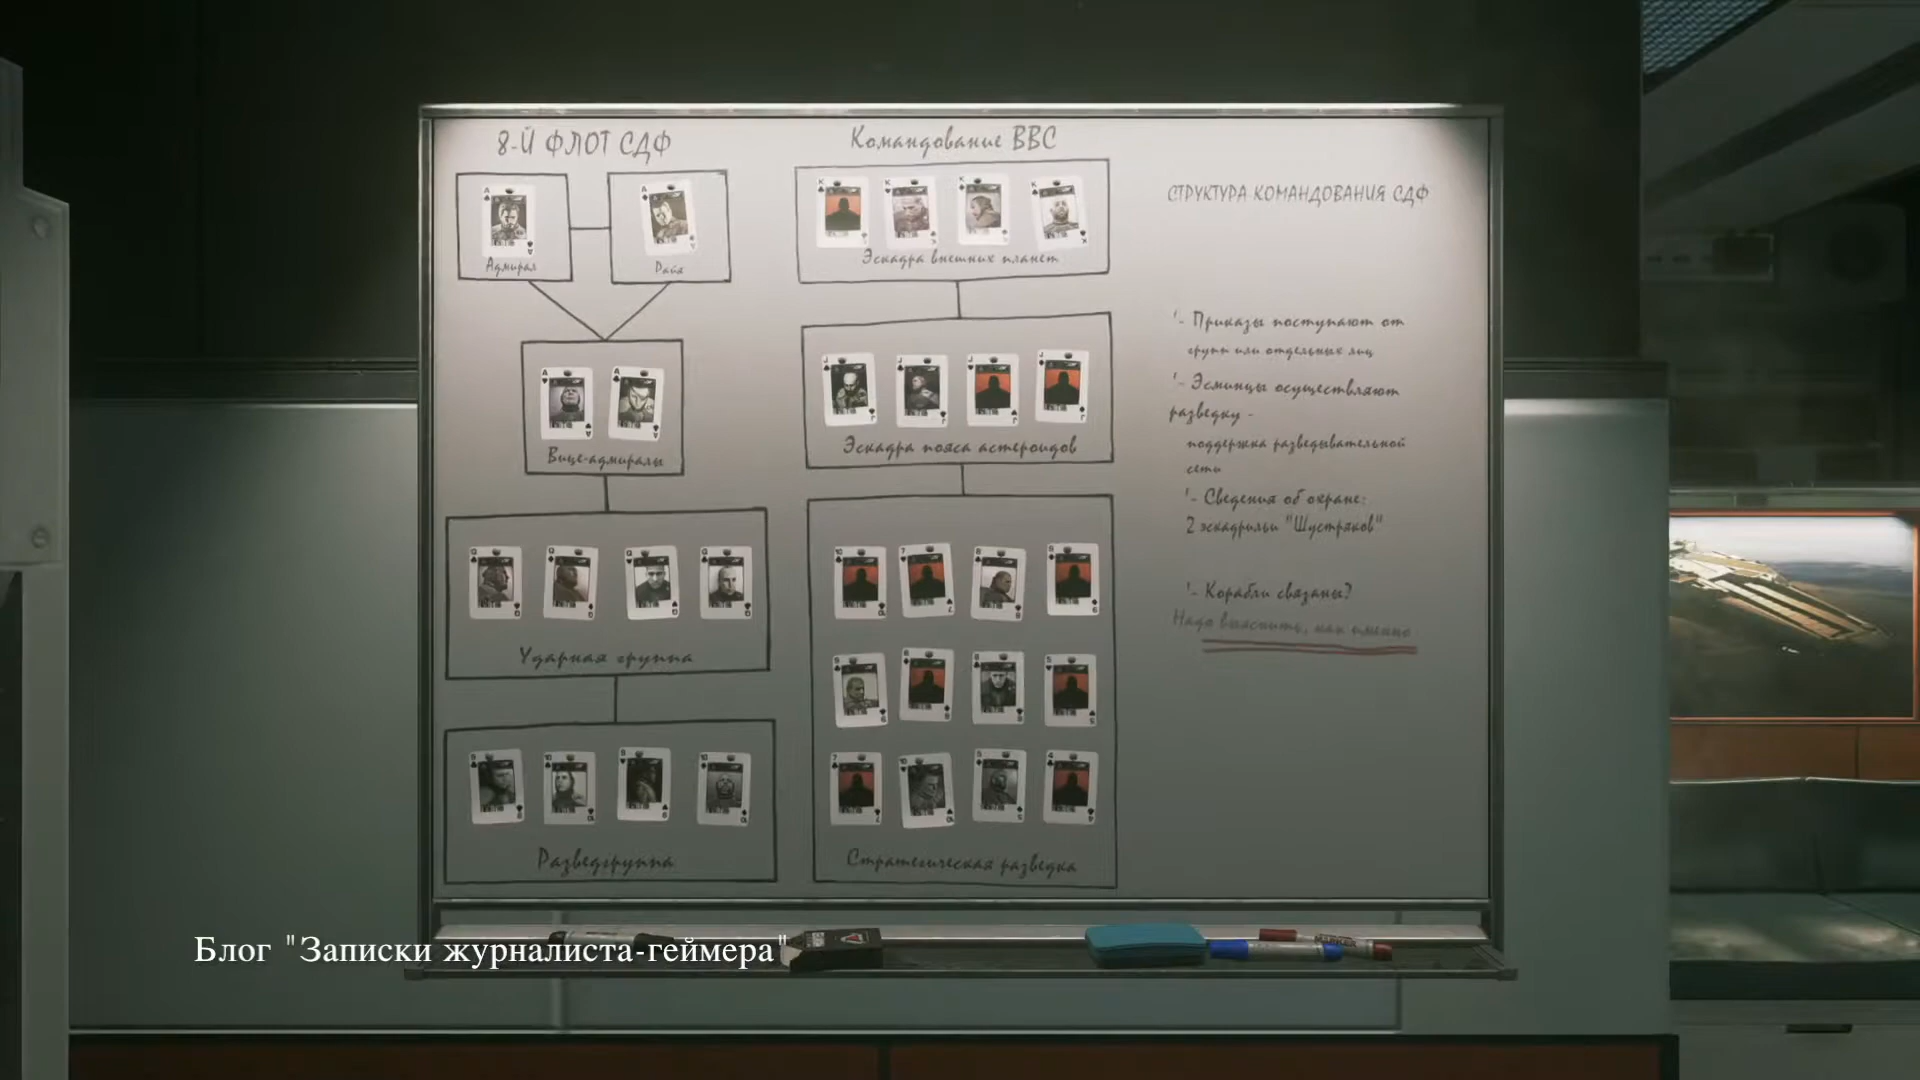 8-Й ФЛОТ СДФ
Адмирал
Райя
Вице-адмиралы
Ударная группа
Разведгруппа
Командование ВВС
Эскадра внешних планет
Эскадра пояса астероидов
Стратегическая разведка
СТРУКТУРА КОМАНДОВАНИЯ СДФ
'- Приказы поступают от
групп или отдельных лиц
'- Эсминцы осуществляют
разведку -
поддержка разведывательной
сети
'- Сведения об охране:
2 эскадрильи "Шустряков"
'- Корабли связаны?
Надо выяснить, как именно
MARKER
Блог "Записки журналиста-геймера"